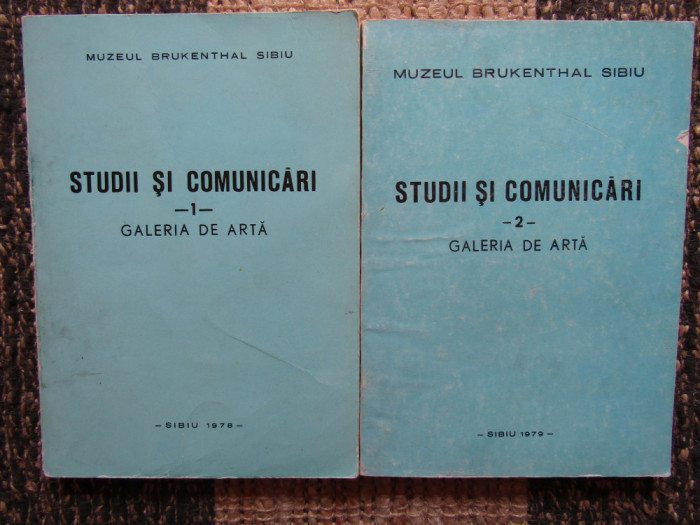 MUZEUL BRUKENTHAL SIBIU
STUDII ŞI COMUNICĂRI
—1—
GALERIA DE ARTĂ
— SIBIU 1978 —
MUZEUL BRUKENTHAL SIBIU
STUDII ŞI COMUNICĂRI
—2—
GALERIA DE ARTĂ
— SIBIU 1979 —